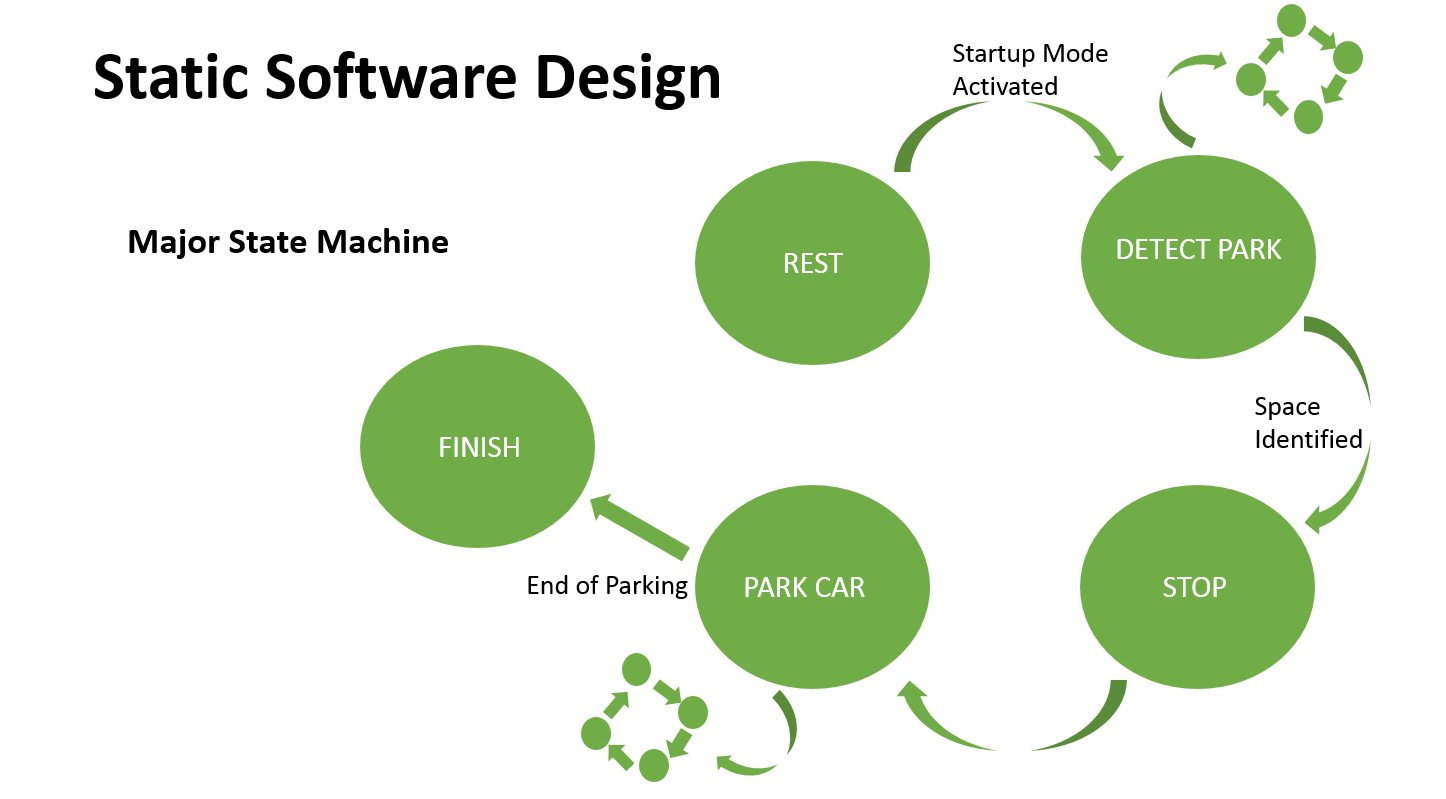 Static Software Design
Startup Mode
Activated
Major State Machine
REST
DETECT PARK
Space
Identified
FINISH
PARK CAR
STOP
End of Parking